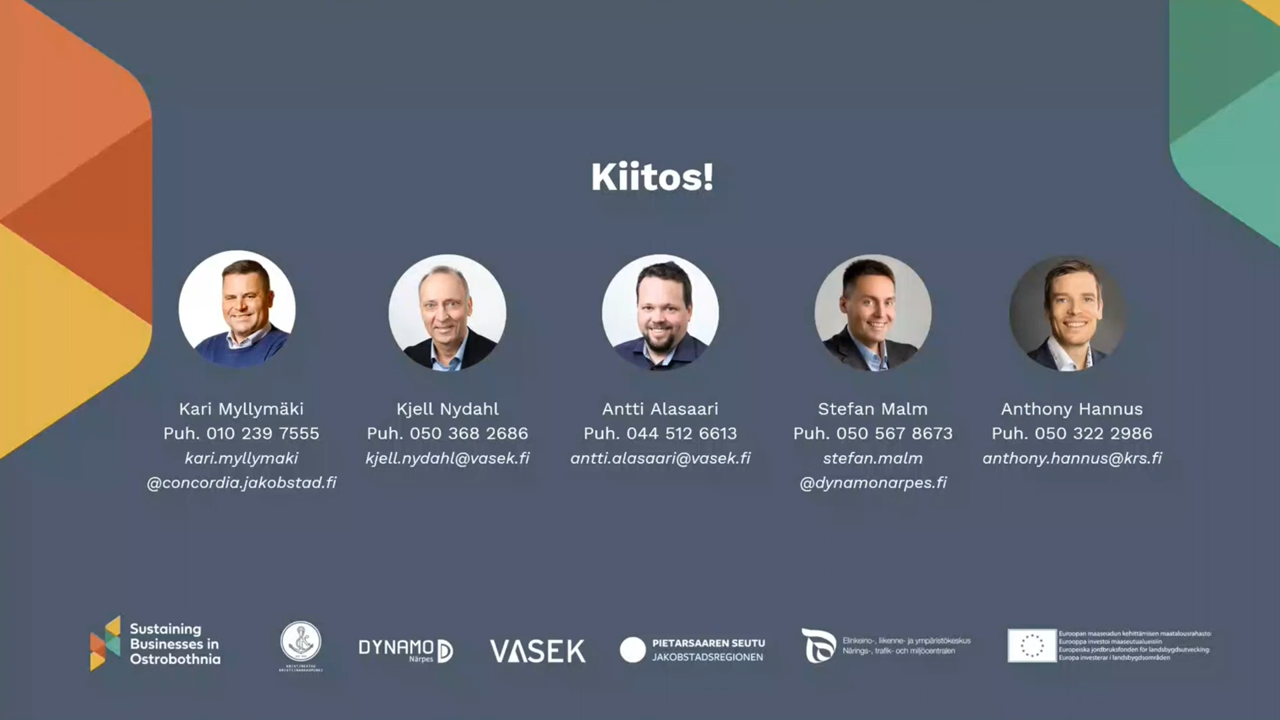 Kiitos!
Kari Myllymäki
Puh. 010 239 7555
kari.myllymaki
@concordia.jakobstad.fi
Kjell Nydahl
Puh. 050 368 2686
kjell.nydahl@vasek.fi
Antti Alasaari
Puh. 044 512 6613
antti.alasaari@vasek.fi
Stefan Malm
Puh. 050 567 8673
stefan.malm
@dynamonarpes.fi
Anthony Hannus
Puh. 050 322 2986
anthony.hannus@krs.fi
Sustaining
Businesses in
Ostrobothnia
DYNAMO
Närpes
VASEK
PIETARSAAREN SEUTU
JAKOBSTADSREGIONEN
Elinkeino-, liikenne- ja ympäristökeskus
Närings-, trafik- och miljöcentralen
Euroopan maaseudun kehittämisen maatalousrahasto:
Eurooppa investoi maaseutualueisiin
Europeiska jordbruksfonden för landsbygdsutveckling:
Europa investerar i landsbygdsområden